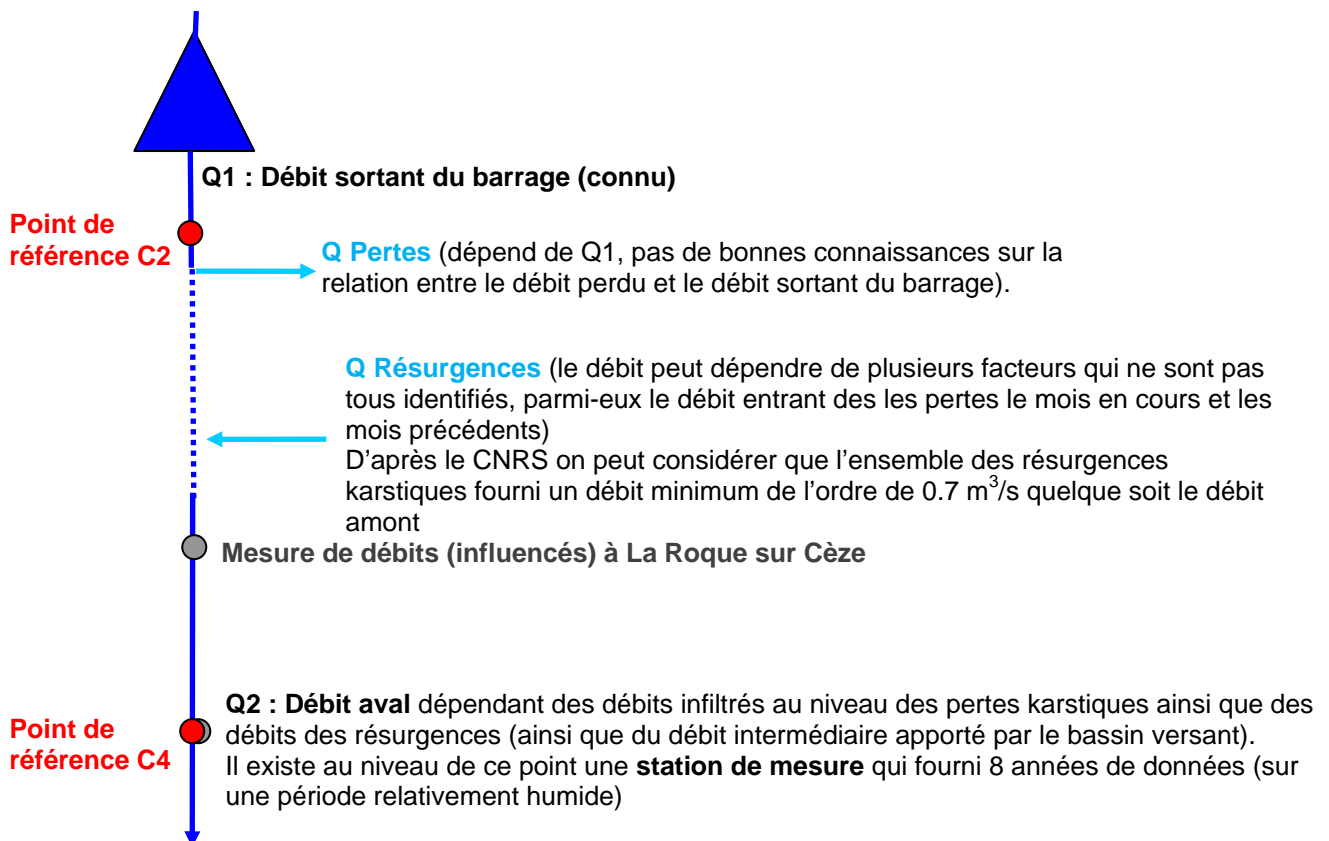 Q1 : Débit sortant du barrage (connu)
Point de
référence C2
Q Pertes (dépend de Q1, pas de bonnes connaissances sur la
relation entre le débit perdu et le débit sortant du barrage).
Q Résurgences (le débit peut dépendre de plusieurs facteurs qui ne sont pas
tous identifiés, parmi-eux le débit entrant des les pertes le mois en cours et les
mois précédents)
D'après le CNRS on peut considérer que l'ensemble des résurgences
karstiques fourni un débit minimum de l'ordre de 0.7 m³/s quelque soit le débit
amont
Mesure de débits (influencés) à La Roque sur Cèze
Point de
référence C4
Q2 : Débit aval dépendant des débits infiltrés au niveau des pertes karstiques ainsi que des
débits des résurgences (ainsi que du débit intermédiaire apporté par le bassin versant).
Il existe au niveau de ce point une station de mesure qui fourni 8 années de données (sur
une période relativement humide)